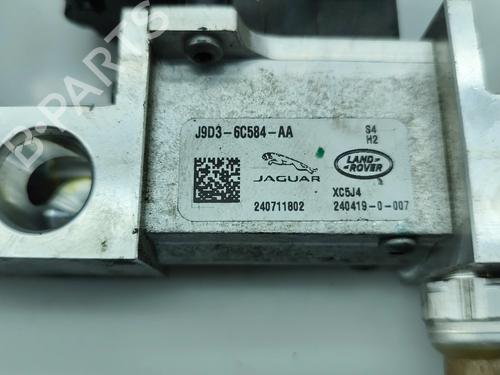 B-PARTS
J9D3-6C584-AA
S4
H2
JAGUAR
LAND-
ROVER
XC5J4
240711802
240419-0-007